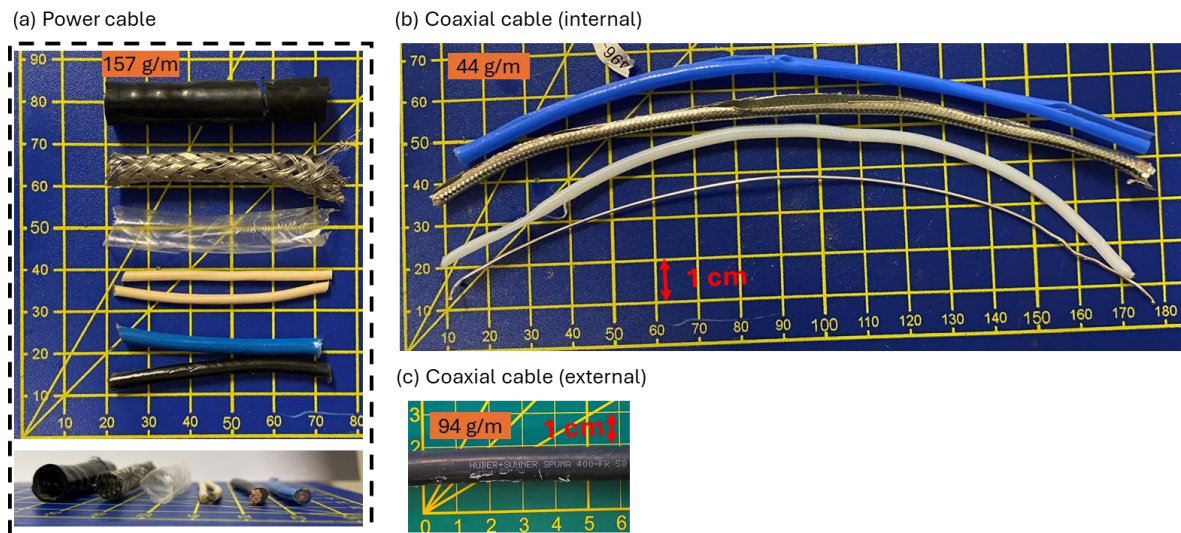 (a) Power cable
157 g/m
90
80
70
60
50
40
30
20
10
10 20 30 40 50 60 70 80
(b) Coaxial cable (internal)
44 g/m
496
70
60
50
40
30
20
10
1 cm
10 20 30 40 50 60 70 80 90 100 110 120 130 140 150 160 170 180
(c) Coaxial cable (external)
94 g/m
1 cm
3
2
HUBER+SUHNER SPUMA 400-FR 50
0 1 2 3 4 5 6